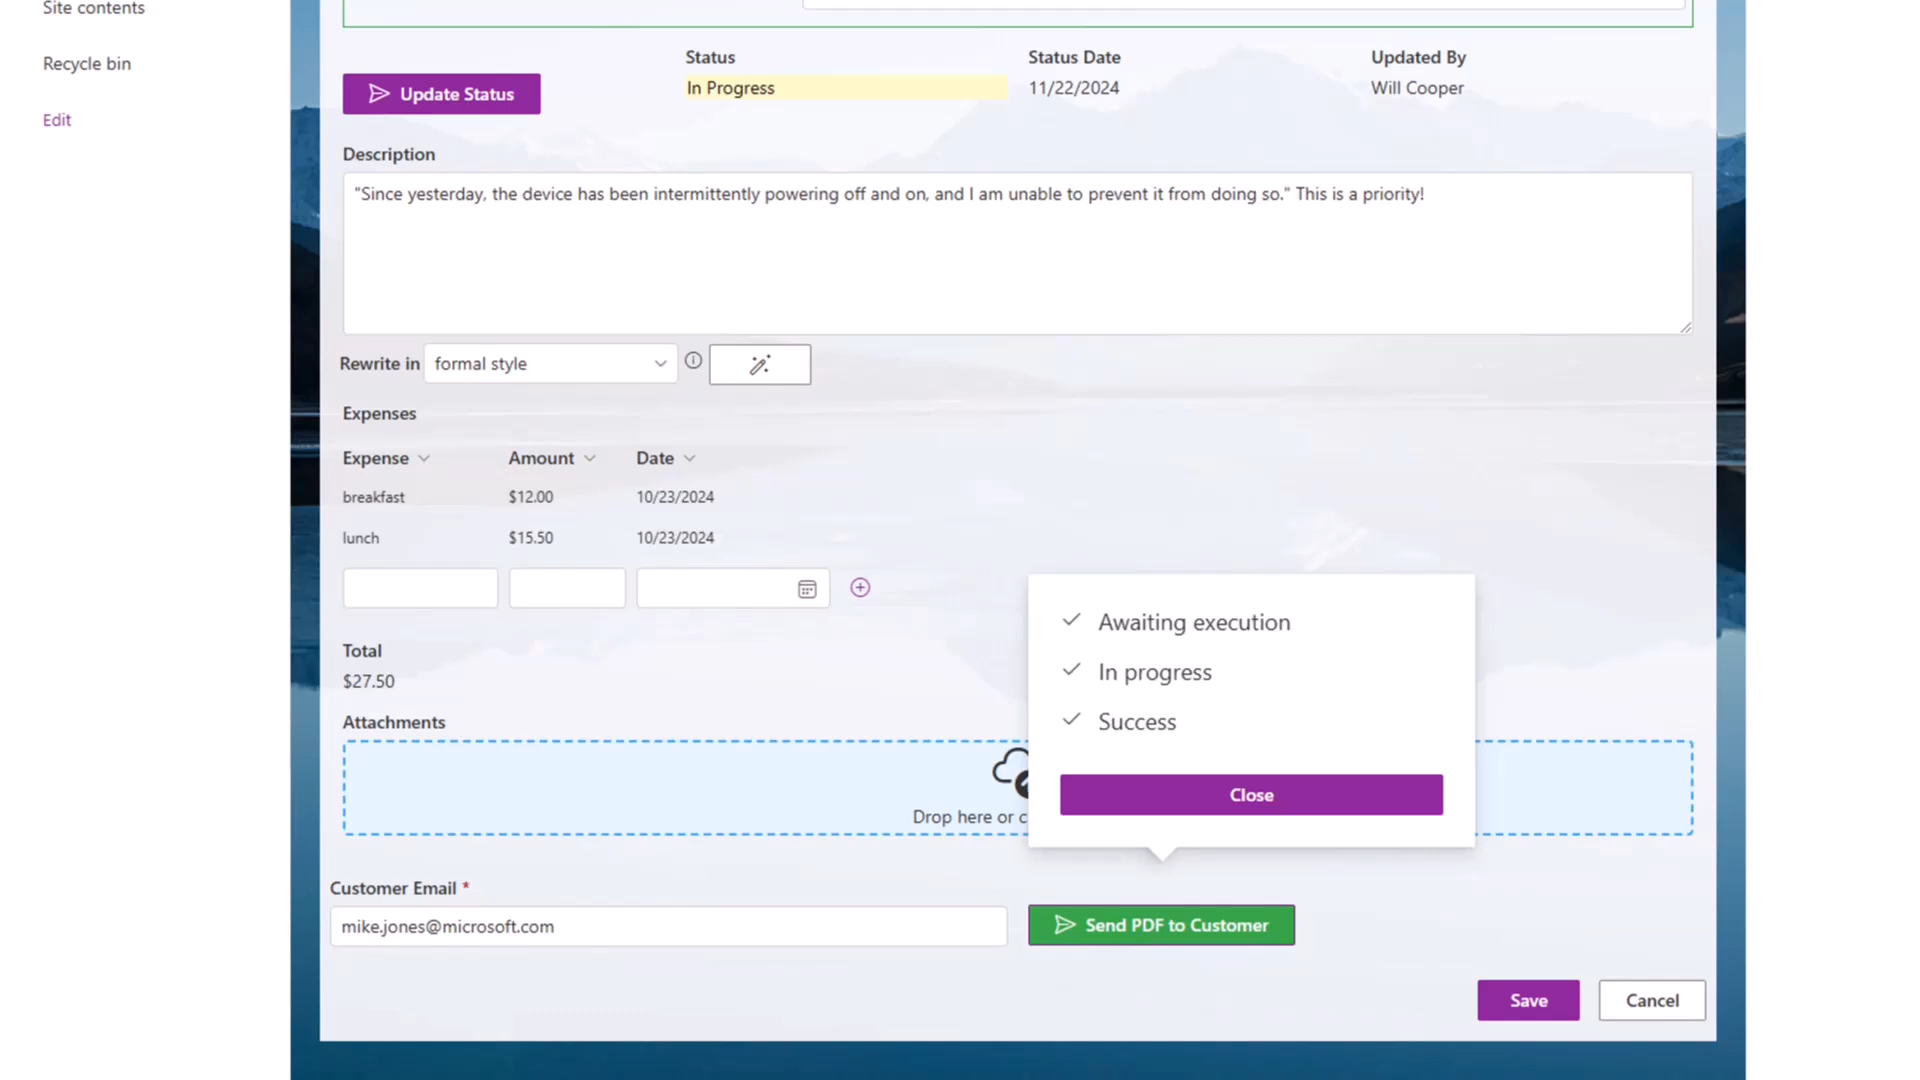 Site contents
Recycle bin
Edit
Status
Status Date
Updated By
Update Status
In Progress
11/22/2024
Will Cooper
Description
"Since yesterday, the device has been intermittently powering off and on, and I am unable to prevent it from doing so." This is a priority!
Rewrite in
formal style
Expenses
Expense
Amount
Date
breakfast
$12.00
10/23/2024
lunch
$15.50
10/23/2024
Total
$27.50
Attachments
Drop here or c
Awaiting execution
In progress
Success
Close
Customer Email *
mike.jones@microsoft.com
Send PDF to Customer
Save
Cancel